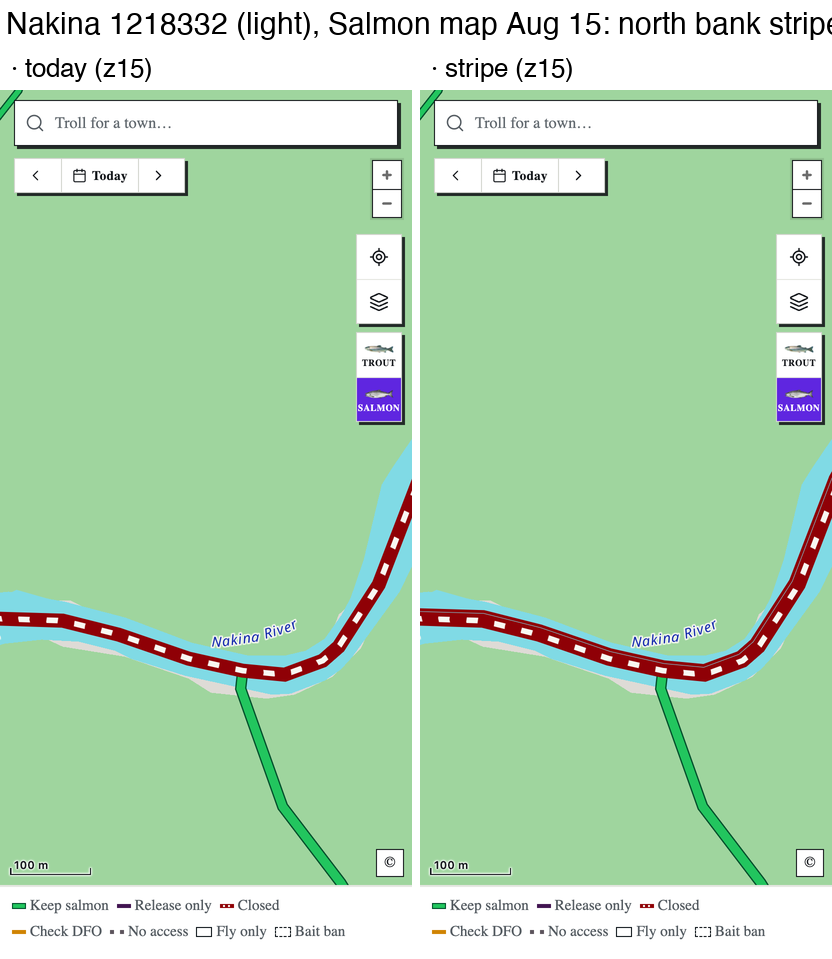 Nakina 1218332 (light), Salmon map Aug 15: north bank stripe
· today (z15)
· stripe (z15)
Troll for a town…
Troll for a town…
Today
Today
+
+
−
−
TROUT
TROUT
SALMON
SALMON
Nakina River
Nakina River
100 m
©
100 m
©
Keep salmon Release only Closed
Check DFO No access Fly only Bait ban
Keep salmon Release only Closed
Check DFO No access Fly only Bait ban